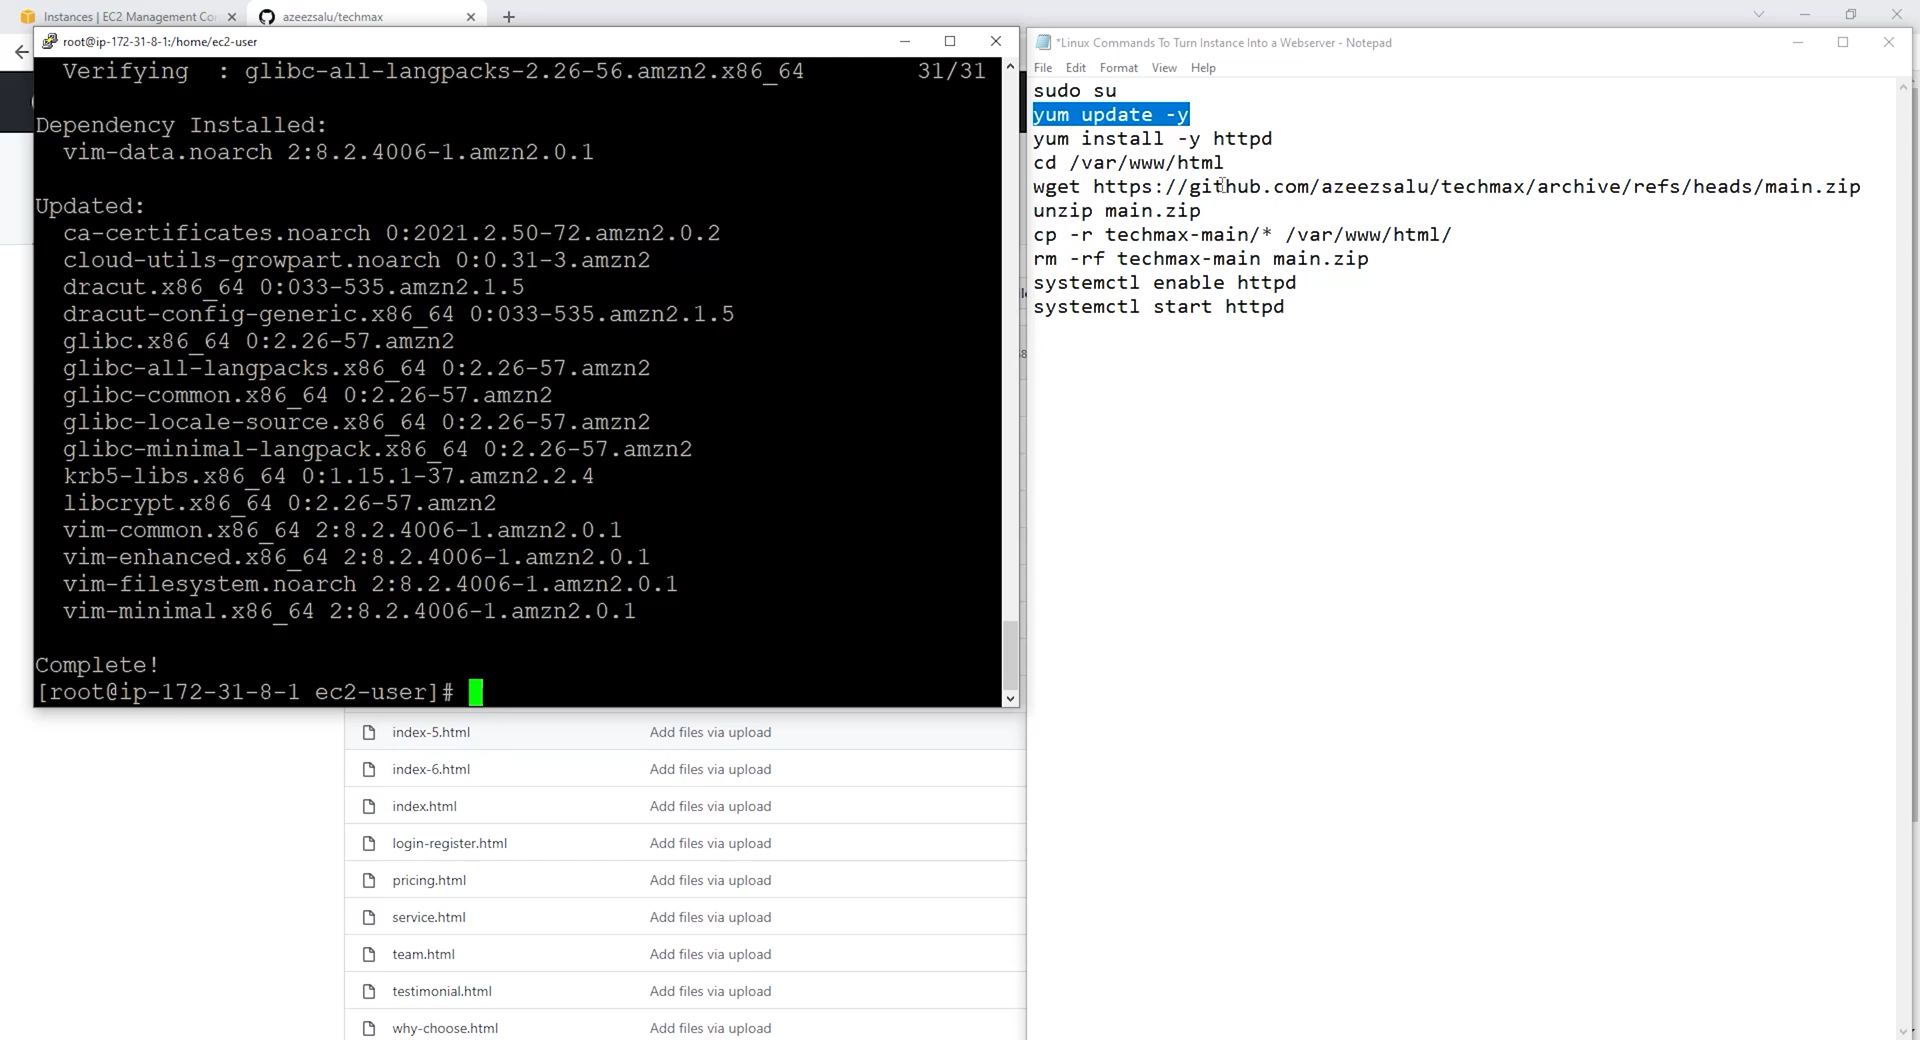 Instances | EC2 Management Co
azeezsalu/techmax
root@ip-172-31-8-1:/home/ec2-user
Verifying : glibc-all-langpacks-2.26-56.amzn2.x86_64 31/31
Dependency Installed:
vim-data.noarch 2:8.2.4006-1.amzn2.0.1
Updated:
ca-certificates.noarch 0:2021.2.50-72.amzn2.0.2
cloud-utils-growpart.noarch 0:0.31-3.amzn2
dracut.x86_64 0:033-535.amzn2.1.5
dracut-config-generic.x86_64 0:033-535.amzn2.1.5
glibc.x86_64 0:2.26-57.amzn2
glibc-all-langpacks.x86_64 0:2.26-57.amzn2
glibc-common.x86_64 0:2.26-57.amzn2
glibc-locale-source.x86_64 0:2.26-57.amzn2
glibc-minimal-langpack.x86_64 0:2.26-57.amzn2
krb5-libs.x86_64 0:1.15.1-37.amzn2.2.4
libcrypt.x86_64 0:2.26-57.amzn2
vim-common.x86_64 2:8.2.4006-1.amzn2.0.1
vim-enhanced.x86_64 2:8.2.4006-1.amzn2.0.1
vim-filesystem.noarch 2:8.2.4006-1.amzn2.0.1
vim-minimal.x86_64 2:8.2.4006-1.amzn2.0.1
Complete!
[root@ip-172-31-8-1 ec2-user]#
index-5.html Add files via upload
index-6.html Add files via upload
index.html Add files via upload
login-register.html Add files via upload
pricing.html Add files via upload
service.html Add files via upload
team.html Add files via upload
testimonial.html Add files via upload
why-choose.html Add files via upload
*Linux Commands To Turn Instance Into a Webserver - Notepad
File Edit Format View Help
sudo su
yum update -y
yum install -y httpd
cd /var/www/html
wget https://github.com/azeezsalu/techmax/archive/refs/heads/main.zip
unzip main.zip
cp -r techmax-main/* /var/www/html/
rm -rf techmax-main main.zip
systemctl enable httpd
systemctl start httpd